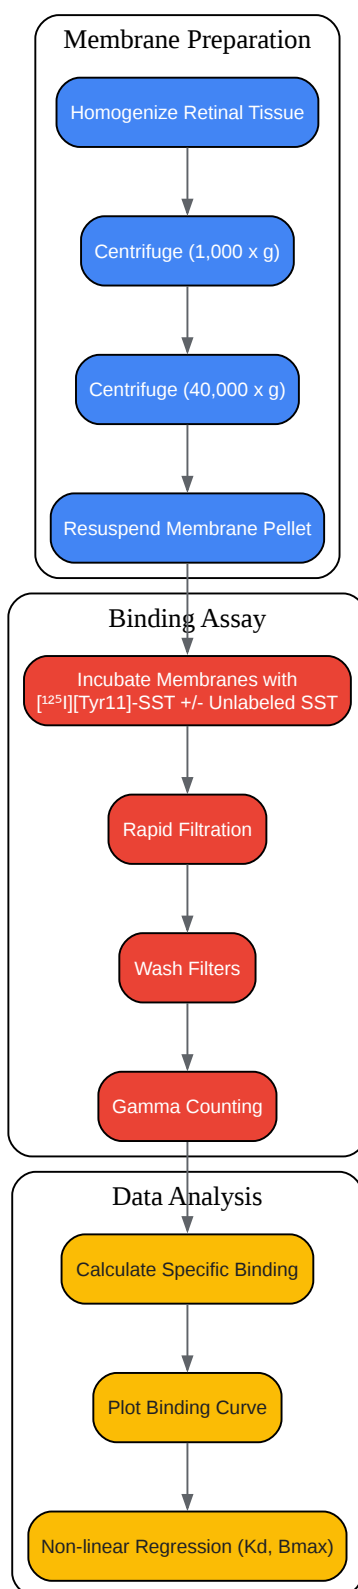 Membrane Preparation
Homogenize Retinal Tissue
Centrifuge (1,000 x g)
Centrifuge (40,000 x g)
Resuspend Membrane Pellet
Binding Assay
Incubate Membranes with
[¹²⁵I][Tyr11]-SST +/- Unlabeled SST
Rapid Filtration
Wash Filters
Gamma Counting
Data Analysis
Calculate Specific Binding
Plot Binding Curve
Non-linear Regression (Kd, Bmax)